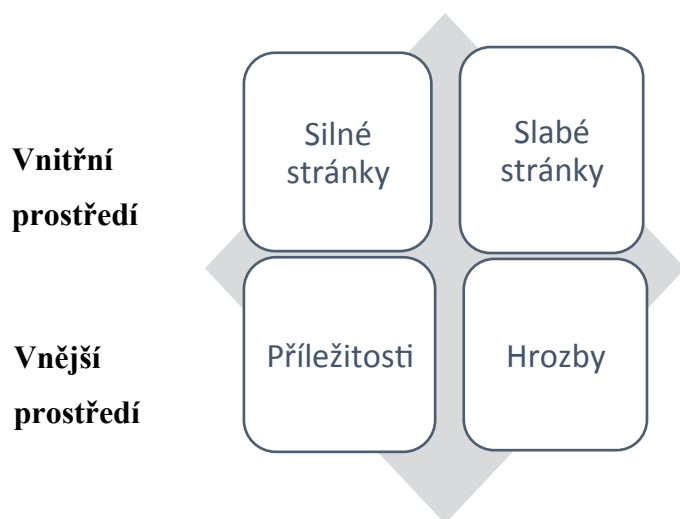 Vnitřní
prostředí
Silné
stránky
Slabé
stránky
Vnější
prostředí
Příležitosti
Hrozby